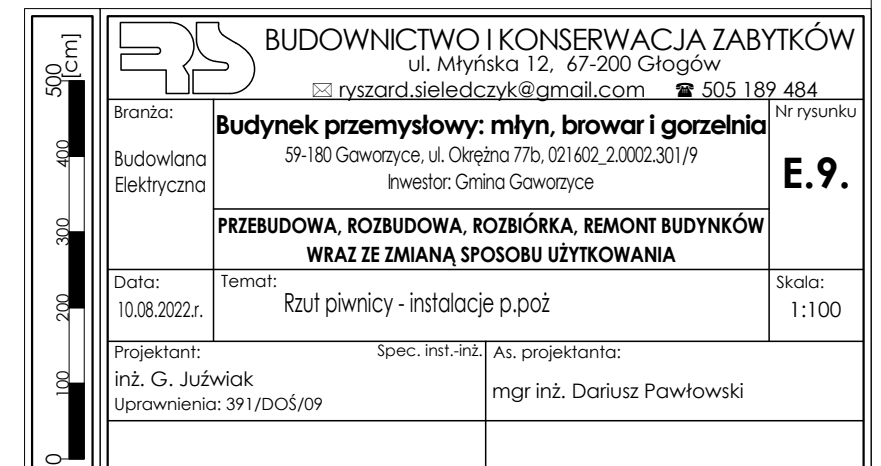 500 [cm]
400
300
200
100
0
RS
BUDOWNICTWO I KONSERWACJA ZABYTKÓW
ul. Młyńska 12, 67-200 Głogów
✉ ryszard.sieledczyk@gmail.com ☎ 505 189 484
Branża:
Budowlana
Elektryczna
Budynek przemysłowy: młyn, browar i gorzelnia
59-180 Gaworzyce, ul. Okrężna 77b, 021602_2.0002.301/9
Inwestor: Gmina Gaworzyce
Nr rysunku
E.9.
PRZEBUDOWA, ROZBUDOWA, ROZBIÓRKA, REMONT BUDYNKÓW
WRAZ ZE ZMIANĄ SPOSOBU UŻYTKOWANIA
Data:
10.08.2022.r.
Temat:
Rzut piwnicy - instalacje p.poż
Skala:
1:100
Projektant: Spec. inst.-inż.
inż. G. Juźwiak
Uprawnienia: 391/DOŚ/09
As. projektanta:
mgr inż. Dariusz Pawłowski